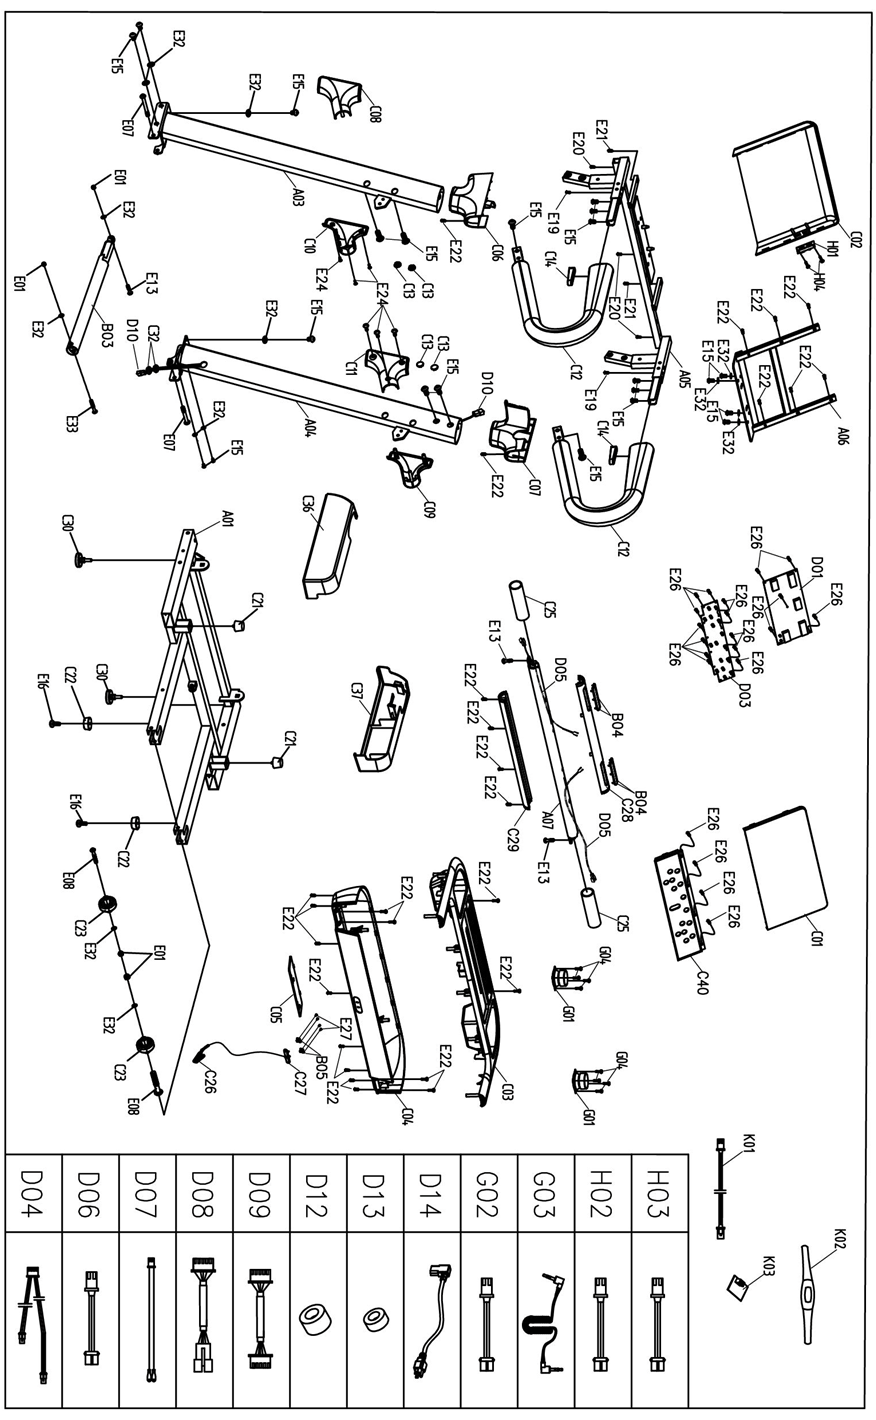 E32
E15
E07
E32
E15
C08
A03
C10
E24
E15
C13
C13
E24
E22
C06
E15
C14
C12
E19
E15
E20
E21
E20
E21
C02
H01
H04
E22
E22
E22
E22
E32
E15
E32
E15
E32
A06
E01
E32
E13
B03
E01
E32
E33
D10
C32
E07
A04
E32
E15
E32
E15
C11
C13
C13
E15
D10
C09
E22
C07
E15
C14
C12
E19
E15
A05
C30
A01
C36
C21
C30
C22
E16
C21
E16
C22
C37
C25
E13
D05
E22
E22
E22
E22
C29
A07
E13
D05
B04
B04
C28
C25
E26
D01
E26
E26
E26
E26
E26
E26
E26
E26
D03
E26
E26
E26
E26
C40
C01
E08
C23
E32
E01
E32
C23
E08
C26
C27
B05
E27
C05
E22
E22
E22
E22
E22
E22
C04
E22
E22
C03
G04
G01
G04
G01
K01
K02
K03
H03
H02
G03
G02
D14
D13
D12
D09
D08
D07
D06
D04